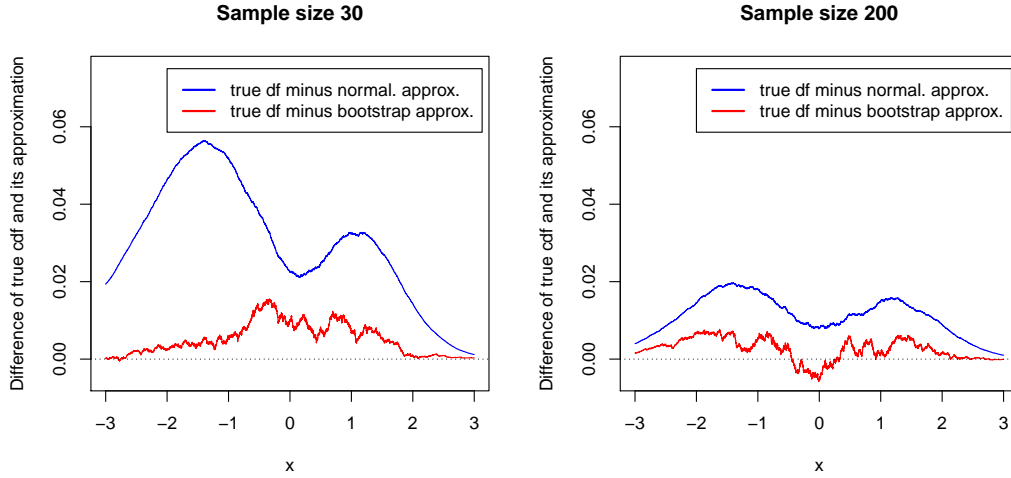 Sample size 30
Difference of true cdf and its approximation
0.06
0.04
0.02
0.00
true df minus normal. approx.
true df minus bootstrap approx.
−3 −2 −1 0 1 2 3
x
Sample size 200
Difference of true cdf and its approximation
0.06
0.04
0.02
0.00
true df minus normal. approx.
true df minus bootstrap approx.
−3 −2 −1 0 1 2 3
x